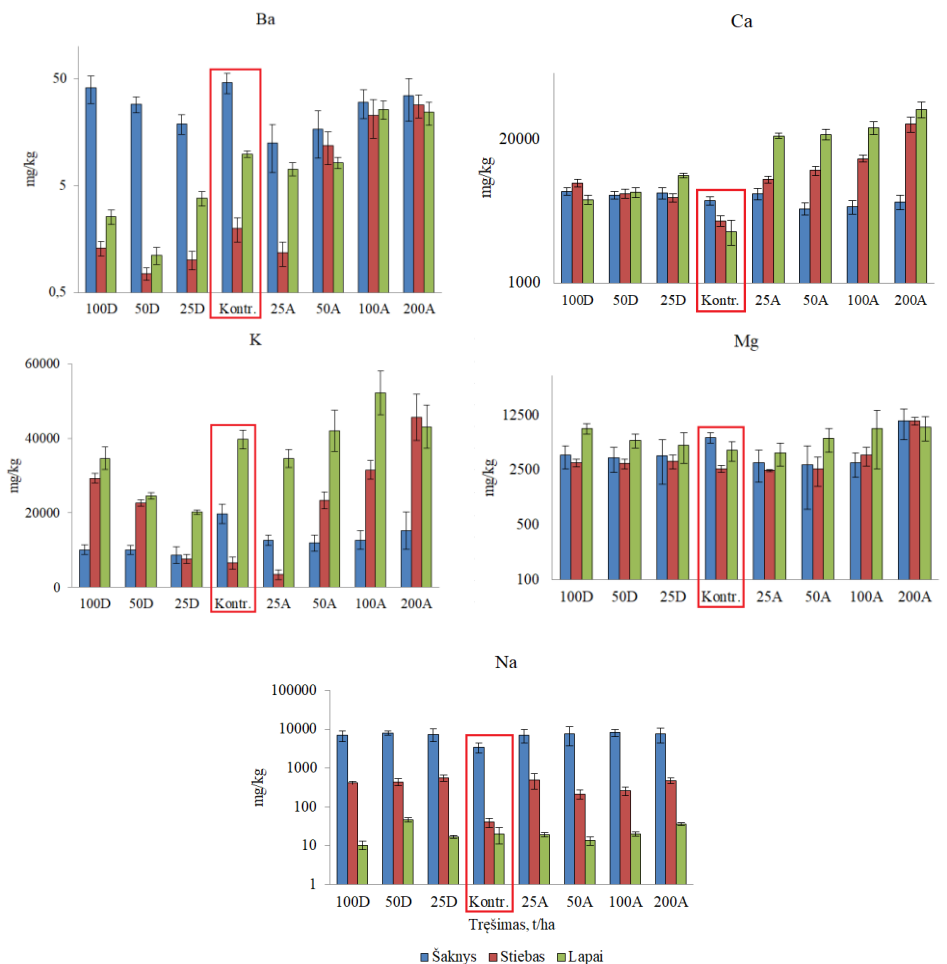 Ba
mg/kg
50
5
0,5
100D 50D 25D Kontr. 25A 50A 100A 200A
Ca
mg/kg
20000
1000
100D 50D 25D Kontr. 25A 50A 100A 200A
K
mg/kg
60000
40000
20000
0
100D 50D 25D Kontr. 25A 50A 100A 200A
Mg
mg/kg
12500
2500
500
100
100D 50D 25D Kontr. 25A 50A 100A 200A
Na
mg/kg
100000
10000
1000
100
10
1
100D 50D 25D Kontr. 25A 50A 100A 200A
Tręšimas, t/ha
Šaknys Stiebas Lapai